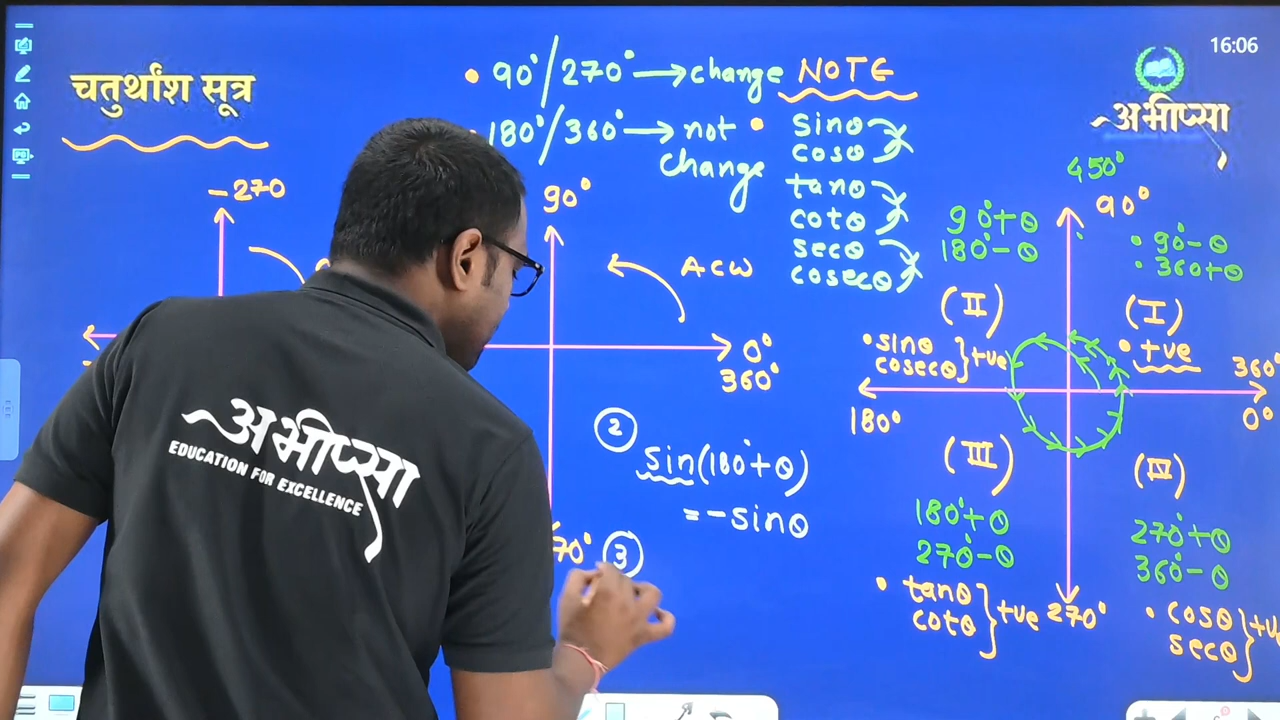 16:06
चतुर्थांश सूत्र
• 90°/270° → change
180°/360° → not change
NOTE
• sinθ
cosθ
tanθ
cotθ
secθ
cosecθ
अभीप्सा
-270
90°
ACW
0°
360°
②
sin(180°+θ)
= -sinθ
③
450°
90°
90°+θ
180°-θ
• 90°-θ
• 360+θ
(II)
(I)
• sinθ
cosecθ } +ve
• +ve
360°
0°
180°
(III)
(IV)
180°+θ
270°-θ
270°+θ
360°-θ
• tanθ
cotθ } +ve
270°
• cosθ
secθ }
अभीप्सा
EDUCATION FOR EXCELLENCE